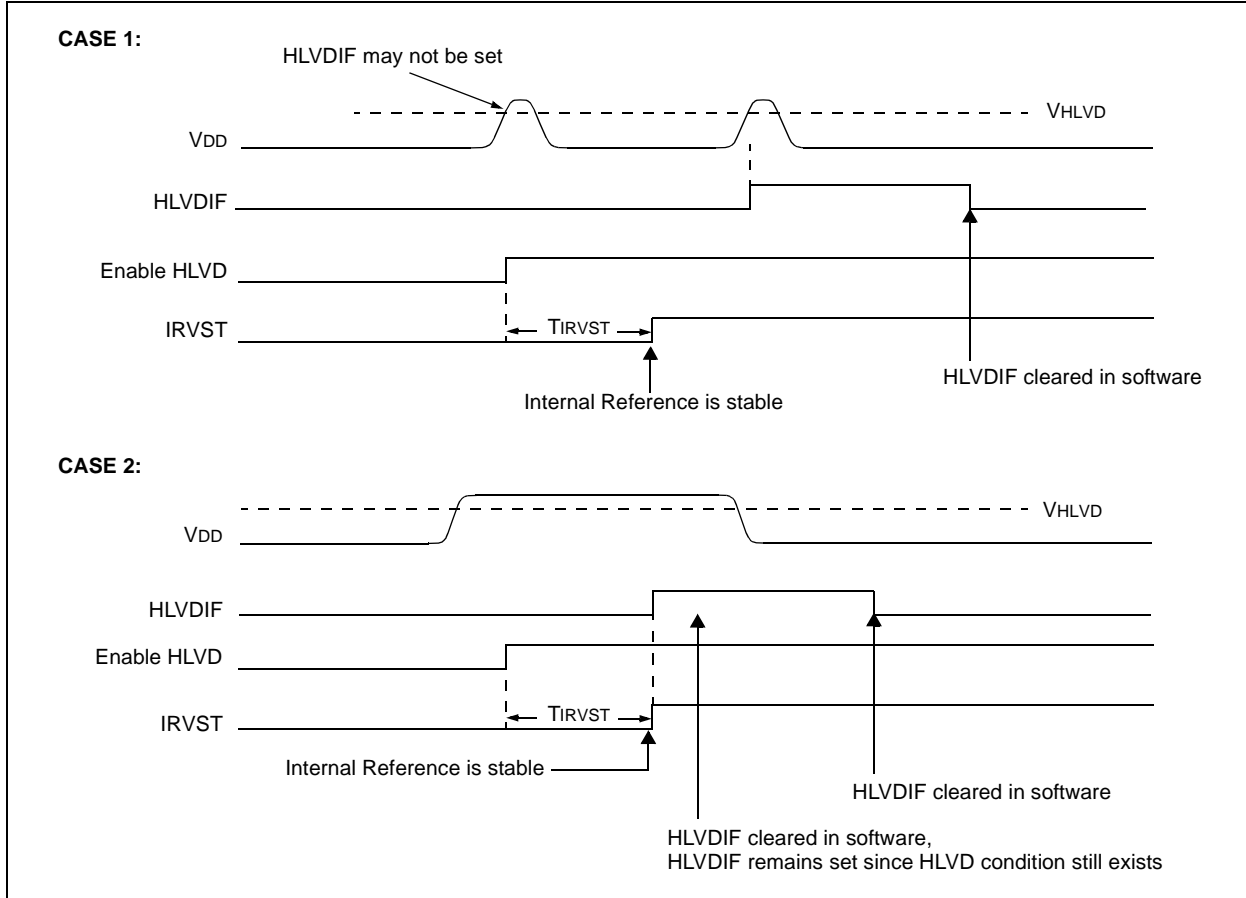 CASE 1:
HLVDIF may not be set
VHLVD
VDD
HLVDIF
Enable HLVD
TIRVST
IRVST
HLVDIF cleared in software
Internal Reference is stable
CASE 2:
VHLVD
VDD
HLVDIF
Enable HLVD
TIRVST
IRVST
Internal Reference is stable
HLVDIF cleared in software
HLVDIF cleared in software,
HLVDIF remains set since HLVD condition still exists